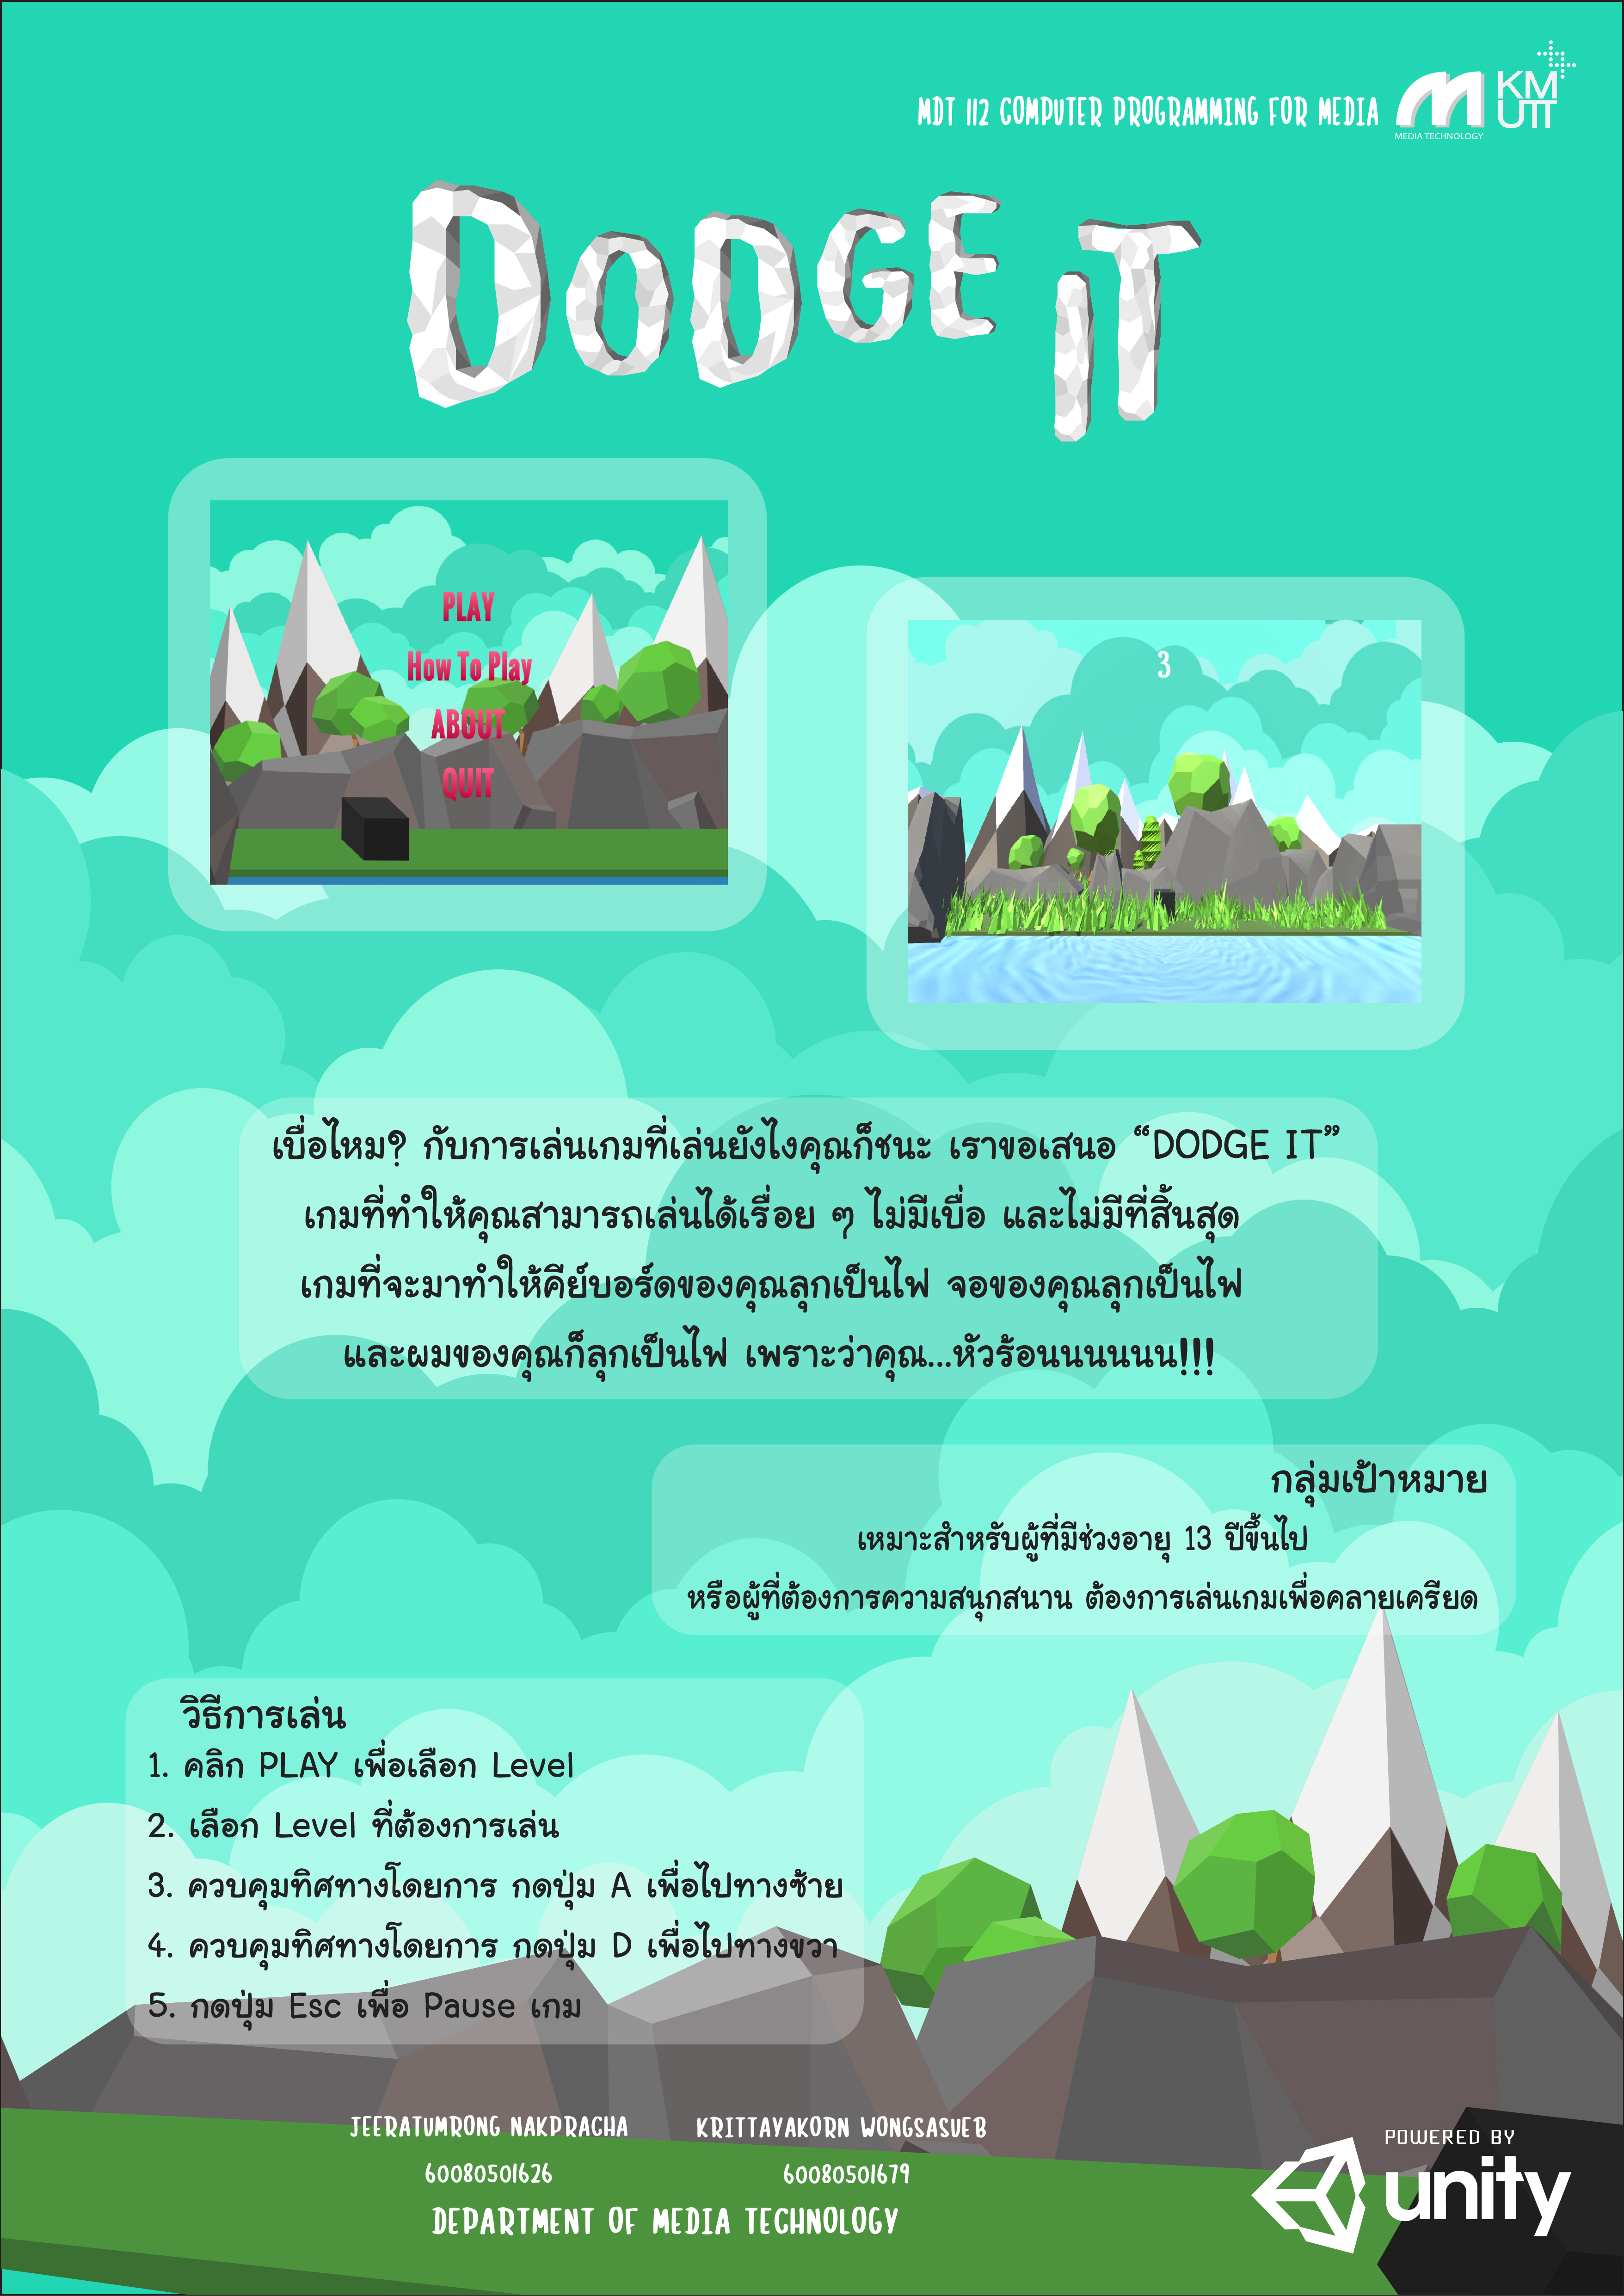 MDT 112 COMPUTER PROGRAMMING FOR MEDIA
MEDIA TECHNOLOGY
KM
UTT
DODGE IT
PLAY
How To Play
ABOUT
QUIT
3
เบื่อไหม? กับการเล่นเกมที่เล่นยังไงคุณก็ชนะ เราขอเสนอ “DODGE IT”
เกมที่ทำให้คุณสามารถเล่นได้เรื่อย ๆ ไม่มีเบื่อ และไม่มีที่สิ้นสุด
เกมที่จะมาทำให้คีย์บอร์ดของคุณลุกเป็นไฟ จอของคุณลุกเป็นไฟ
และผมของคุณก็ลุกเป็นไฟ เพราะว่าคุณ...หัวร้อนนนนนน!!!
กลุ่มเป้าหมาย
เหมาะสำหรับผู้ที่มีช่วงอายุ 13 ปีขึ้นไป
หรือผู้ที่ต้องการความสนุกสนาน ต้องการเล่นเกมเพื่อคลายเครียด
วิธีการเล่น
1. คลิก PLAY เพื่อเลือก Level
2. เลือก Level ที่ต้องการเล่น
3. ควบคุมทิศทางโดยการ กดปุ่ม A เพื่อไปทางซ้าย
4. ควบคุมทิศทางโดยการ กดปุ่ม D เพื่อไปทางขวา
5. กดปุ่ม Esc เพื่อ Pause เกม
JEERATUMRONG NAKPRACHA
60080501626
KRITTAYAKORN WONGSASUEB
60080501679
DEPARTMENT OF MEDIA TECHNOLOGY
POWERED BY
unity